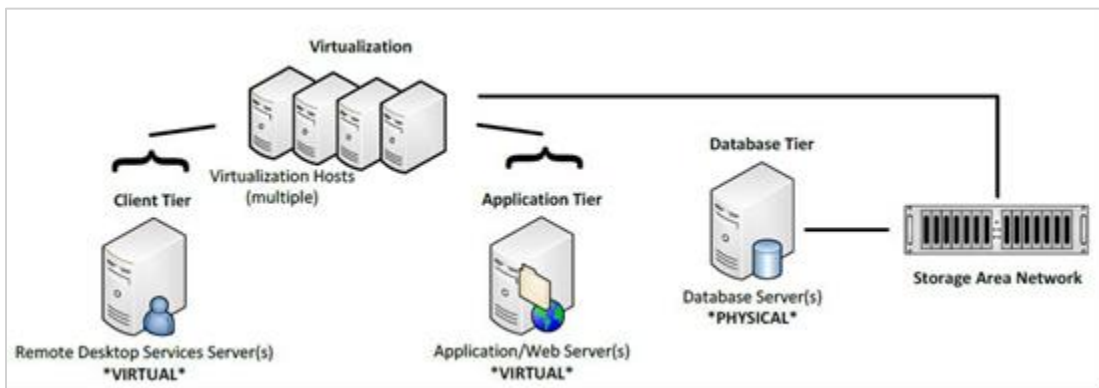 Virtualization
Virtualization Hosts
(multiple)
Client Tier
Remote Desktop Services Server(s)
*VIRTUAL*
Application Tier
Application/Web Server(s)
*VIRTUAL*
Database Tier
Database Server(s)
*PHYSICAL*
Storage Area Network